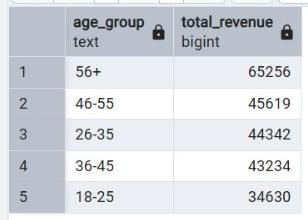 age_group total_revenue
text bigint
1 56+ 65256
2 46-55 45619
3 26-35 44342
4 36-45 43234
5 18-25 34630